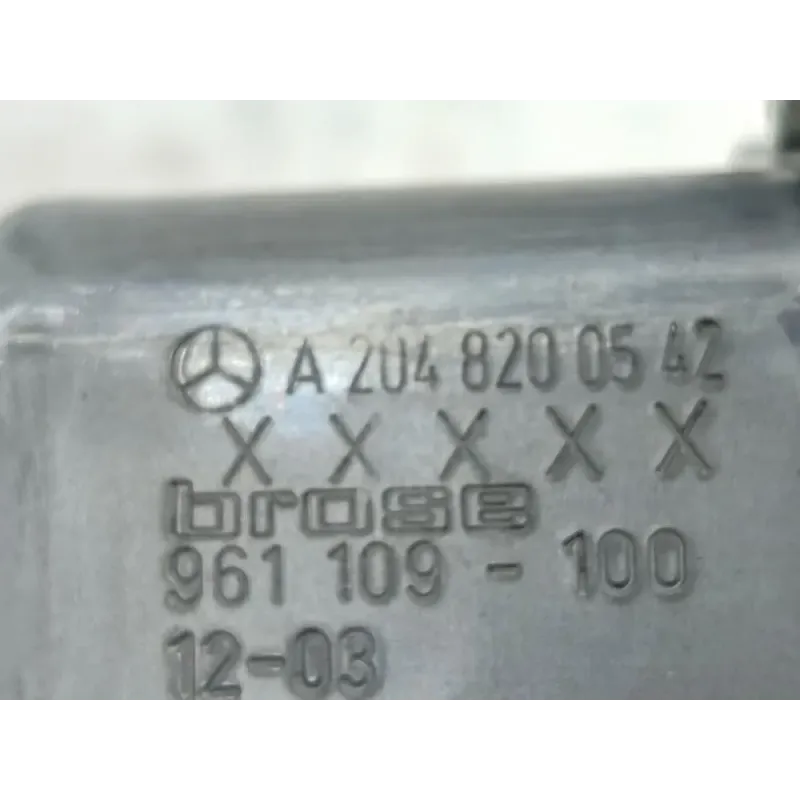 A 204 820 05 42
X X X X X
brose
961 109 - 100
12-03